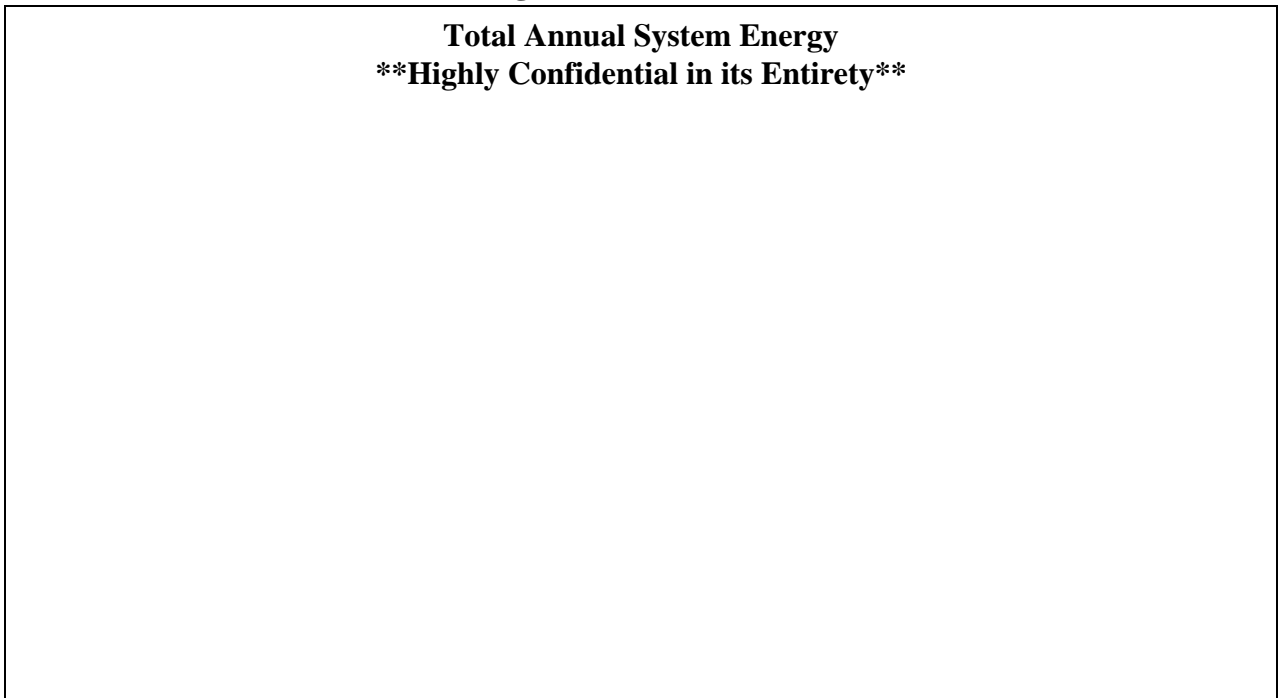 Total Annual System Energy
**Highly Confidential in its Entirety**